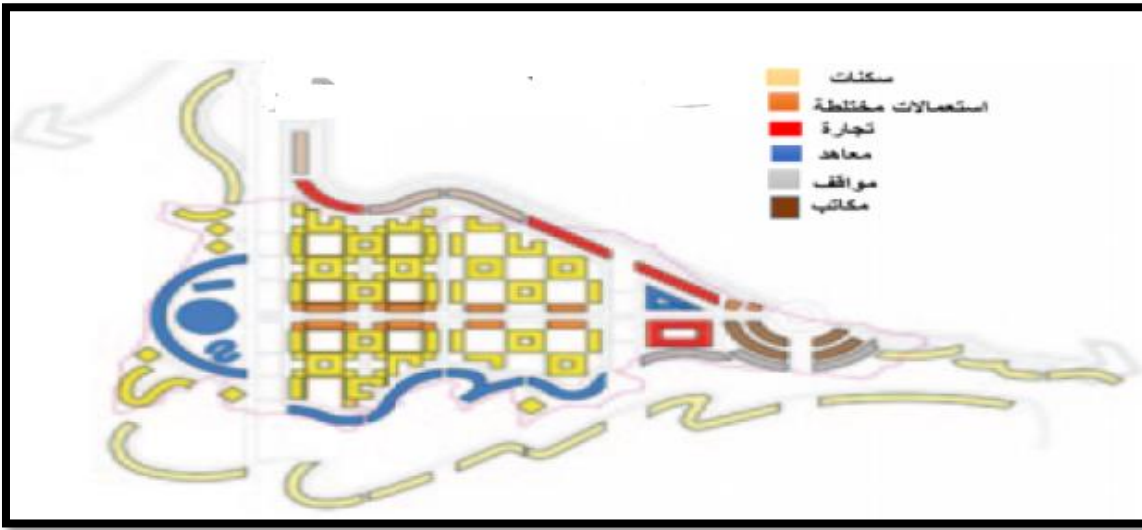 سكنات
استعمالات مختلطة
تجارة
معاهد
مواقف
مكاتب